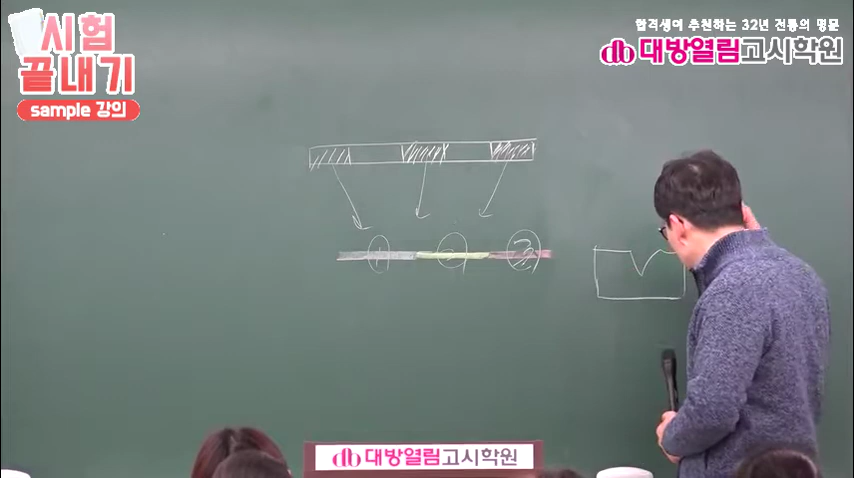 시험
끝내기
sample 강의
합격생이 추천하는 32년 전통의 명문
db 대방열림고시학원
1 2 3
db 대방열림고시학원